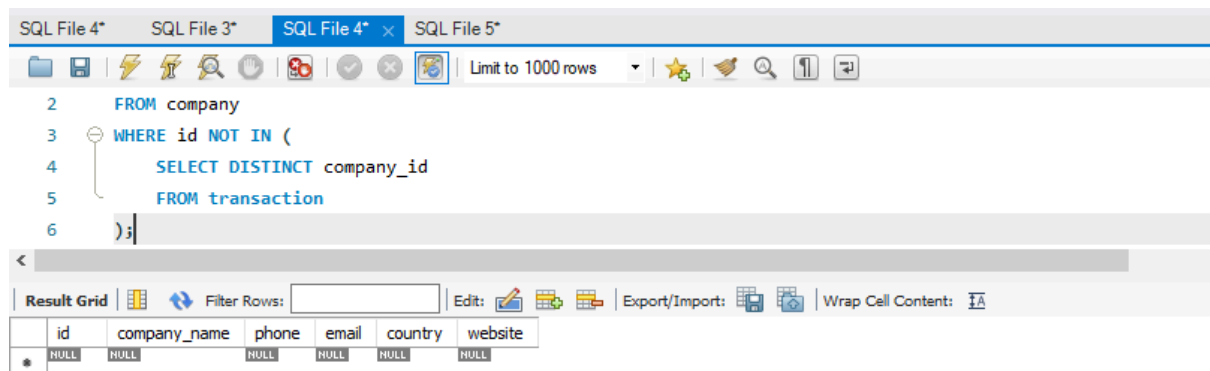 SQL File 4* SQL File 3* SQL File 4* × SQL File 5*
Limit to 1000 rows
2 FROM company
3 WHERE id NOT IN (
4 SELECT DISTINCT company_id
5 FROM transaction
6 );
Result Grid Filter Rows: Edit: Export/Import: Wrap Cell Content: IA
id company_name phone email country website
* NULL NULL NULL NULL NULL NULL